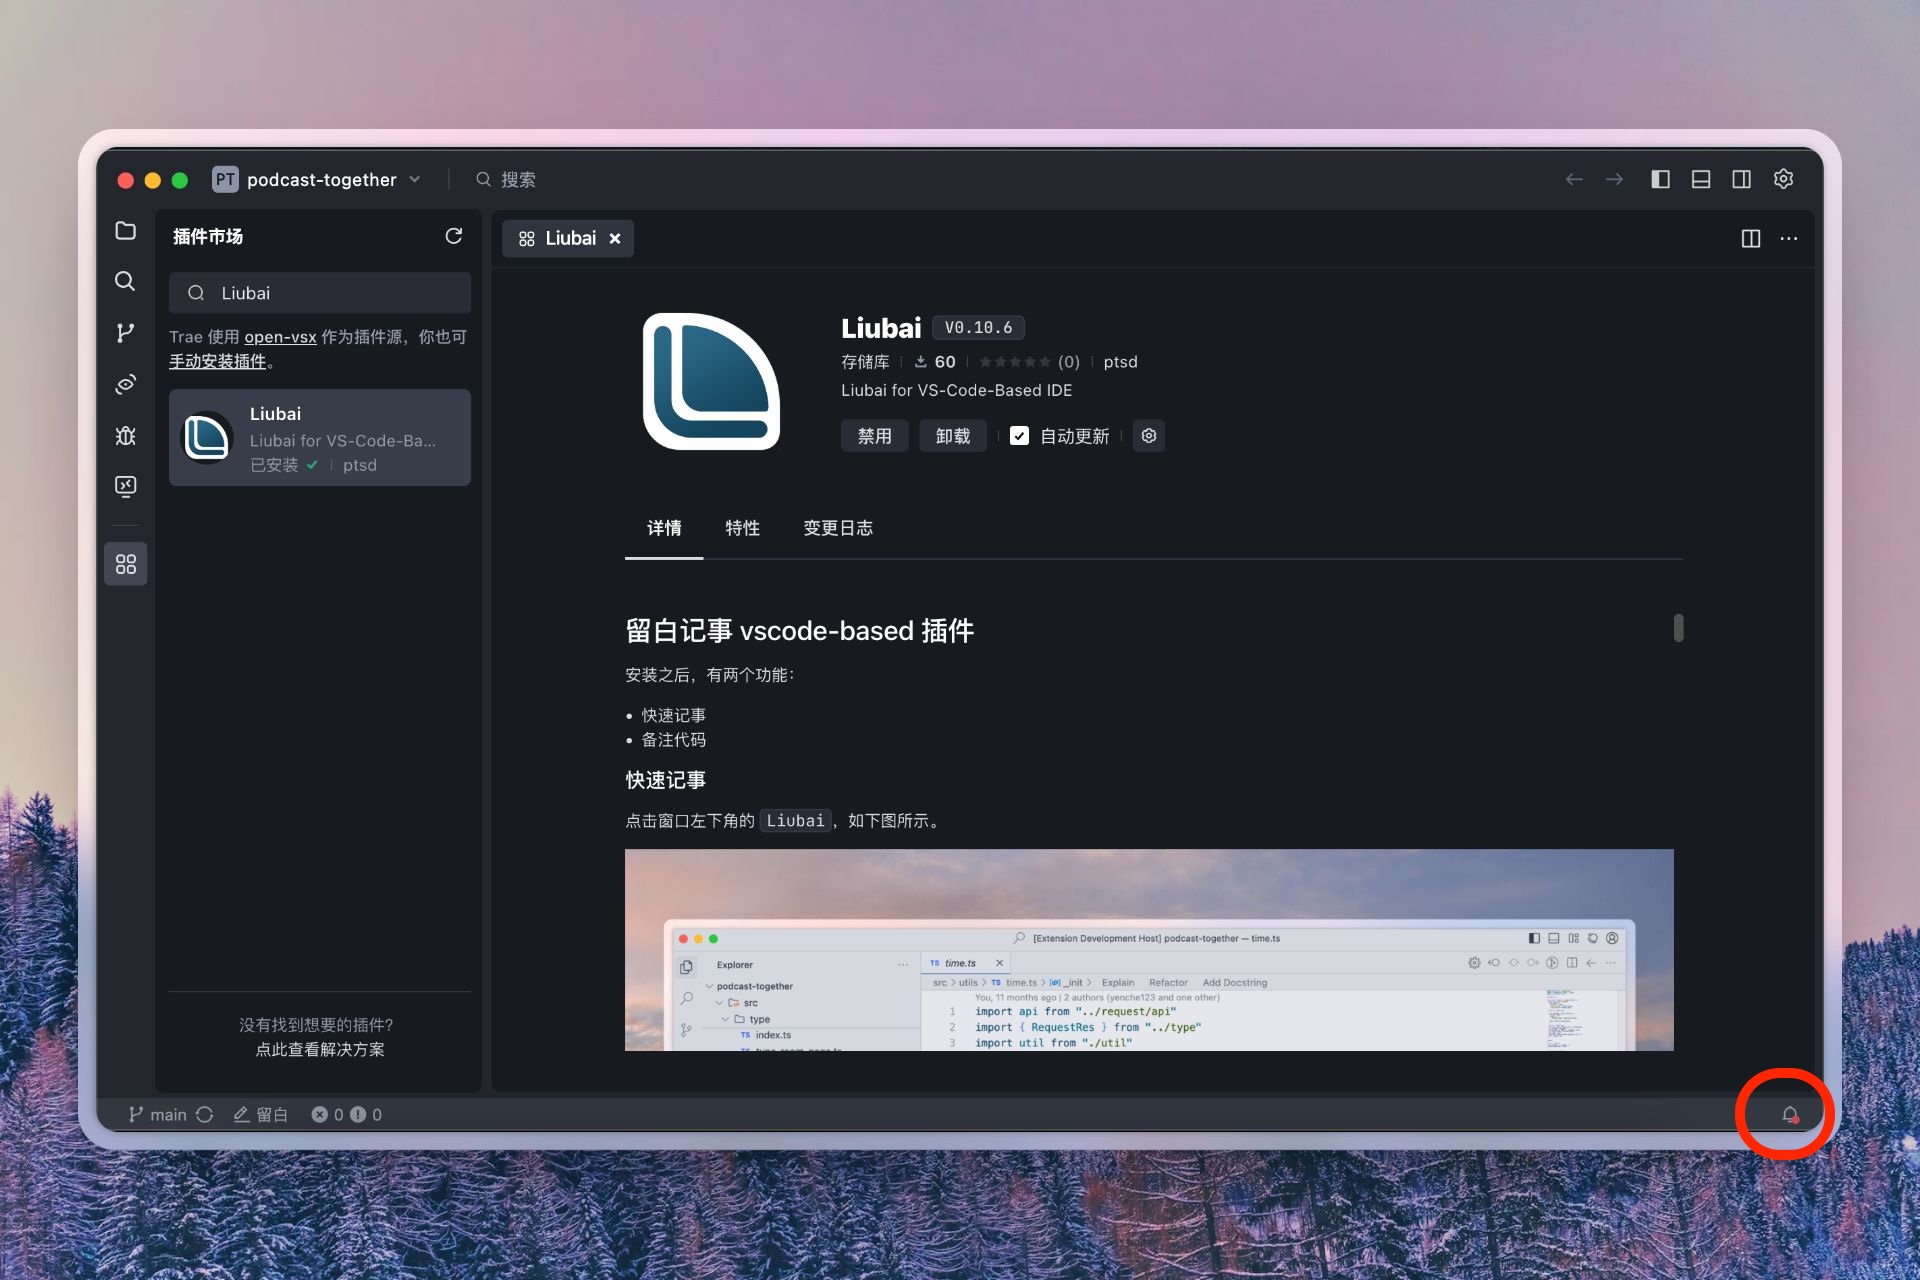 PT podcast-together
搜索
插件市场
Liubai
Trae 使用 open-vsx 作为插件源，你也可
手动安装插件。
Liubai
Liubai for VS-Code-Ba...
已安装 ptsd
没有找到想要的插件？
点此查看解决方案
Liubai
Liubai V0.10.6
存储库 60 (0) ptsd
Liubai for VS-Code-Based IDE
禁用 卸载 自动更新
详情 特性 变更日志
留白记事 vscode-based 插件
安装之后，有两个功能：
• 快速记事
• 备注代码
快速记事
点击窗口左下角的 Liubai，如下图所示。
[Extension Development Host] podcast-together — time.ts
Explorer
podcast-together
src
type
TS index.ts
TS time.ts
src > utils > TS time.ts > _init > Explain Refactor Add Docstring
You, 11 months ago | 2 authors (yenche123 and one other)
1 import api from "../request/api"
2 import { RequestRes } from "../type"
3 import util from "./util"
main 留白 0 0